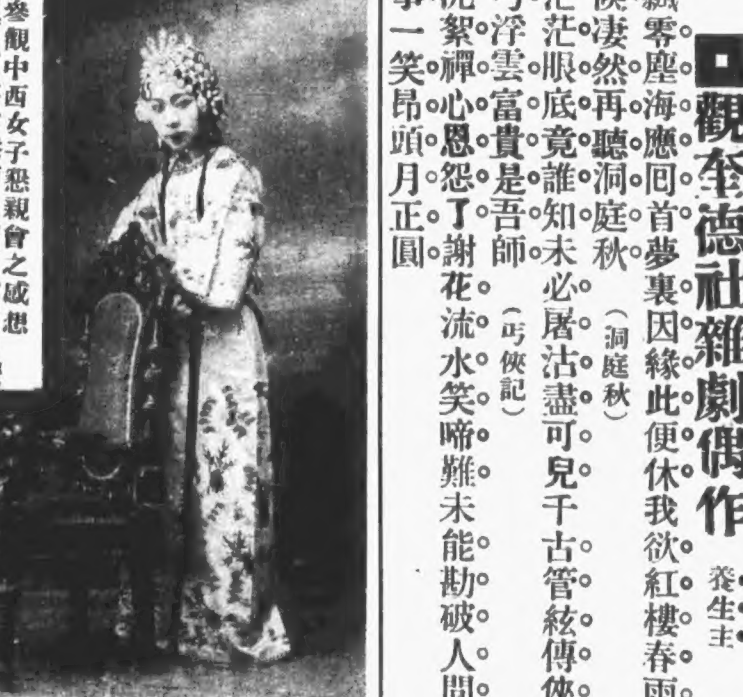 觀奎德社雜劇偶作 養生主
零塵海應囘首夢裏因緣此便休我欲紅樓春雨
凄然再聽洞庭秋（洞庭秋）
茫眼底竟誰知未必屠沽盡可兒千古管絃傳俠
浮雲富貴是吾師（丐俠記）
絮禪心恩怨了謝花流水笑啼難未能勘破人間
事一笑昂頭月正圓
參觀中西女子懇親會之感想